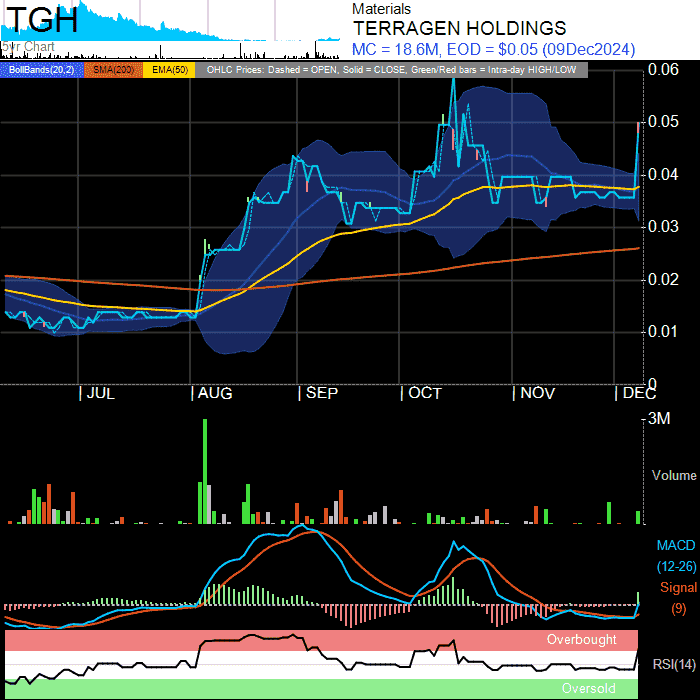 TGH
5yr Chart
Materials
TERRAGEN HOLDINGS
MC = 18.6M, EOD = $0.05 (09Dec2024)
BollBands(20,2) SMA(200) EMA(50) OHLC Prices: Dashed = OPEN, Solid = CLOSE, Green/Red bars = Intra-day HIGH/LOW
0.06
0.05
0.04
0.03
0.02
0.01
0
JUL AUG SEP OCT NOV DEC
3M
Volume
MACD
(12-26)
Signal
(9)
Overbought
RSI(14)
Oversold